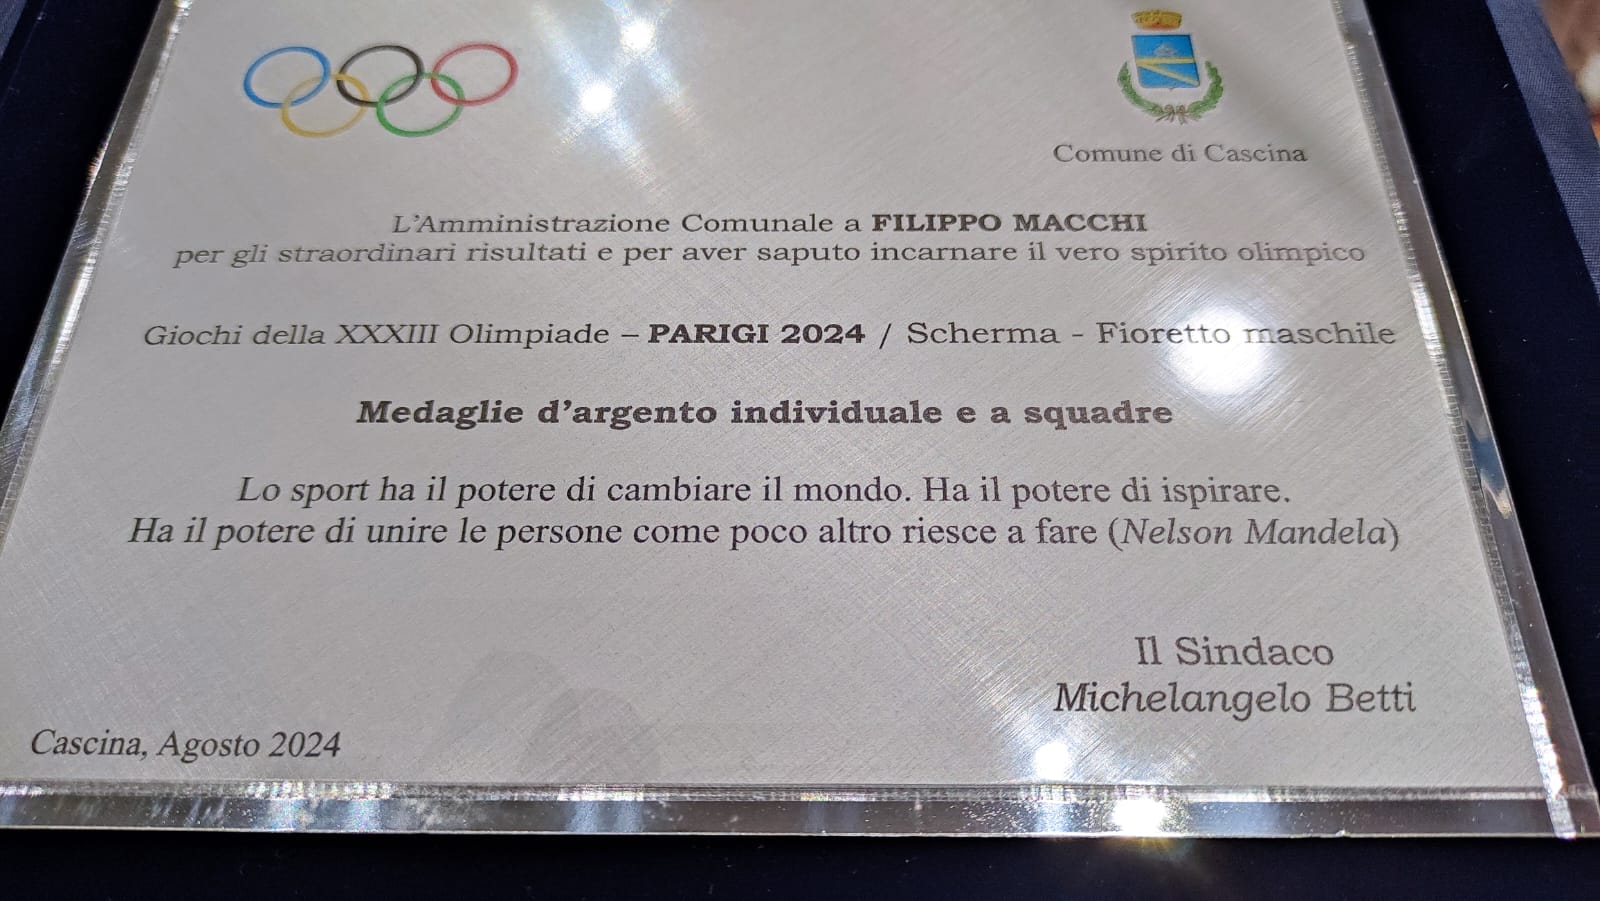 Comune di Cascina
L'Amministrazione Comunale a FILIPPO MACCHI
per gli straordinari risultati e per aver saputo incarnare il vero spirito olimpico
Giochi della XXXIII Olimpiade – PARIGI 2024 / Scherma - Fioretto maschile
Medaglie d'argento individuale e a squadre
Lo sport ha il potere di cambiare il mondo. Ha il potere di ispirare.
Ha il potere di unire le persone come poco altro riesce a fare (Nelson Mandela)
Il Sindaco
Michelangelo Betti
Cascina, Agosto 2024